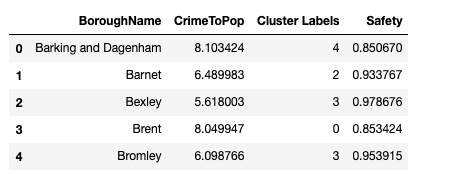 BoroughName CrimeToPop Cluster Labels Safety
0 Barking and Dagenham 8.103424 4 0.850670
1 Barnet 6.489983 2 0.933767
2 Bexley 5.618003 3 0.978676
3 Brent 8.049947 0 0.853424
4 Bromley 6.098766 3 0.953915